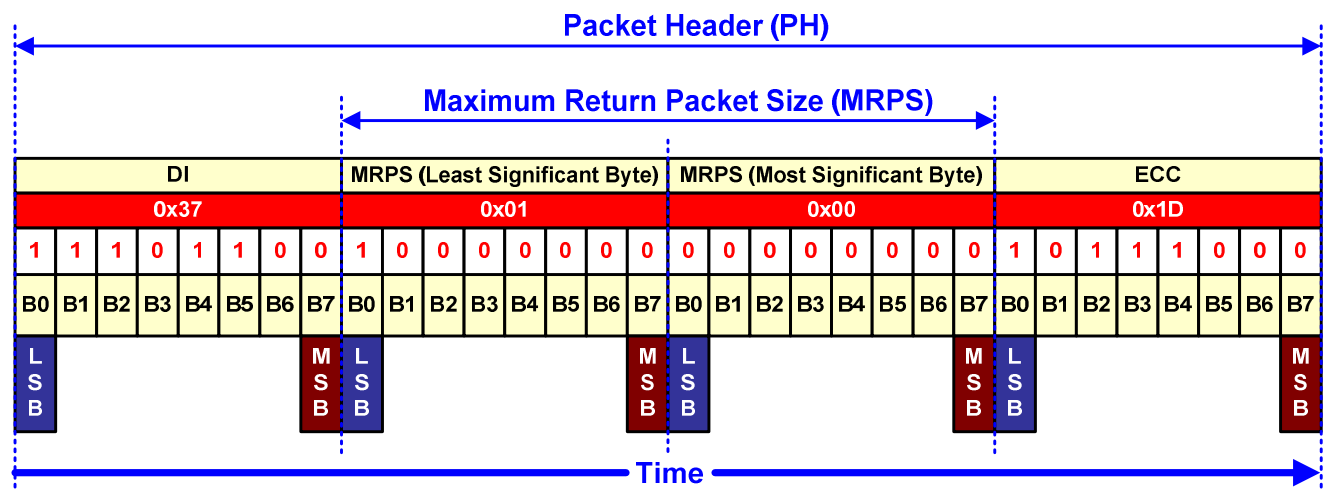 Packet Header (PH)
Maximum Return Packet Size (MRPS)
DI MRPS (Least Significant Byte) MRPS (Most Significant Byte) ECC
0x37 0x01 0x00 0x1D
1 1 1 0 1 1 0 0 1 0 0 0 0 0 0 0 0 0 0 0 0 0 0 0 1 0 1 1 1 0 0 0
B0 B1 B2 B3 B4 B5 B6 B7 B0 B1 B2 B3 B4 B5 B6 B7 B0 B1 B2 B3 B4 B5 B6 B7 B0 B1 B2 B3 B4 B5 B6 B7
LSB MSB LSB MSB LSB MSB LSB MSB
Time